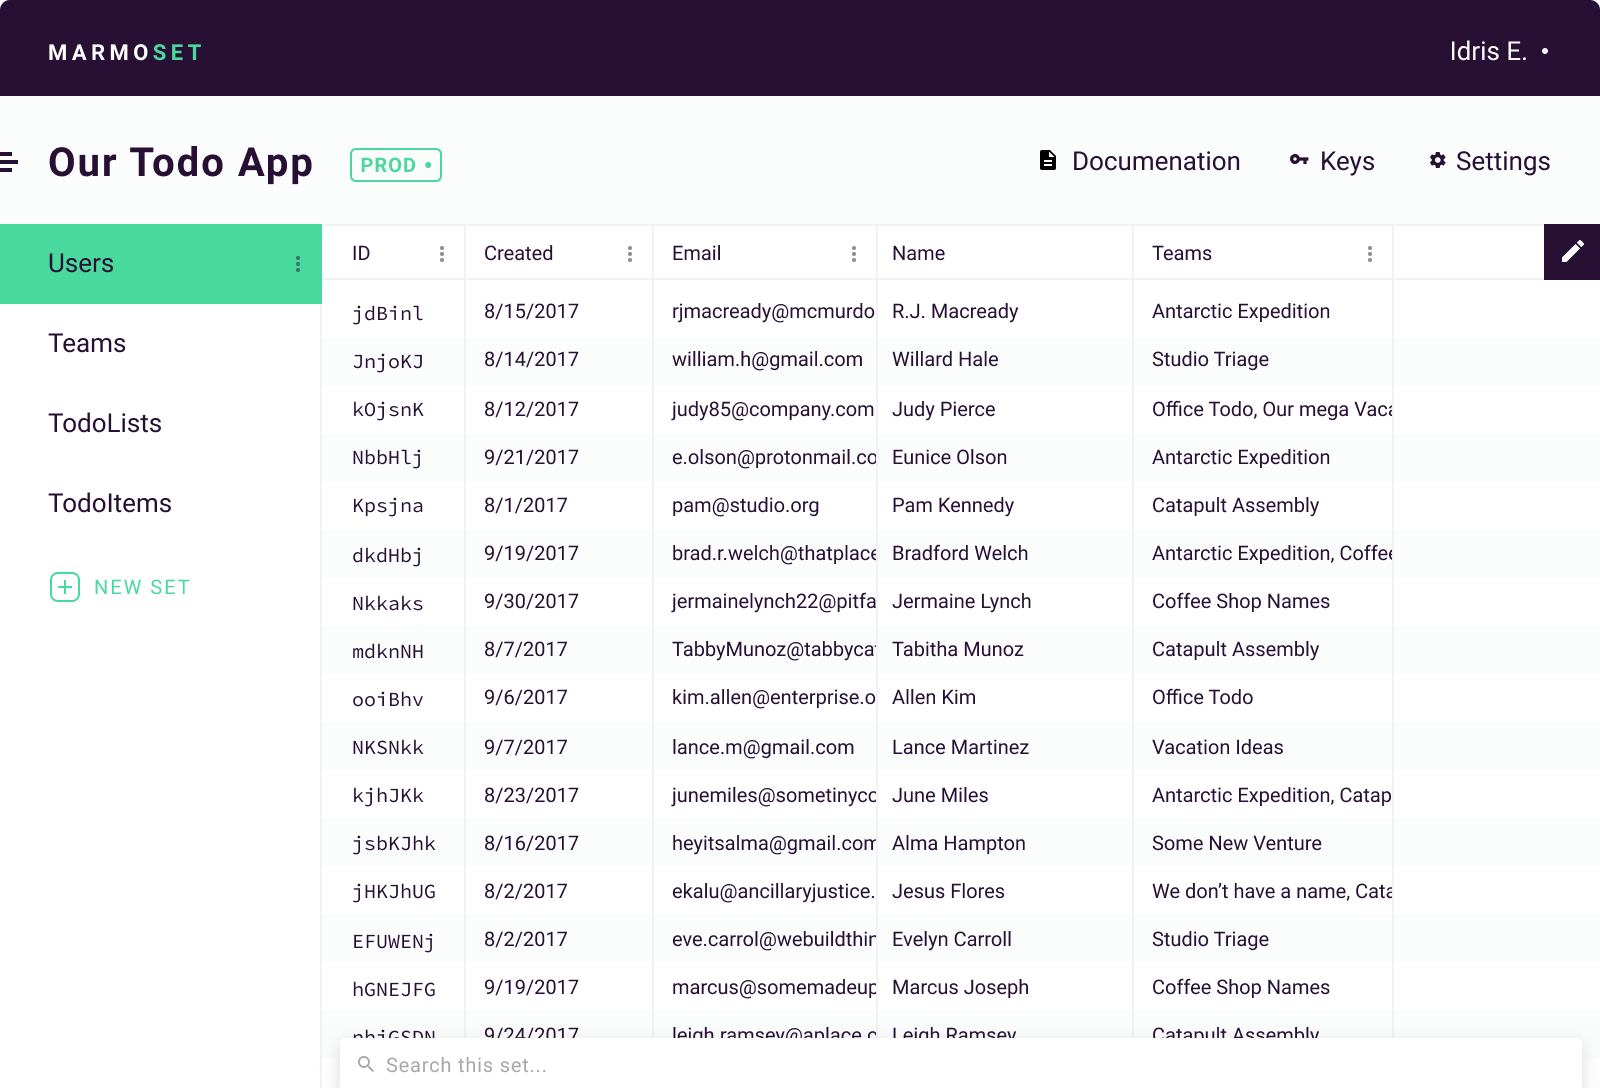 MARMOSET
Idris E. •
Our Todo App
PROD •
Documenation
Keys
Settings
Users
Teams
TodoLists
TodoItems
NEW SET
ID Created Email Name Teams
jdBinl 8/15/2017 rjmacready@mcmurdo R.J. Macready Antarctic Expedition
JnjoKJ 8/14/2017 william.h@gmail.com Willard Hale Studio Triage
kOjsnK 8/12/2017 judy85@company.com Judy Pierce Office Todo, Our mega Vaca
NbbHlj 9/21/2017 e.olson@protonmail.co Eunice Olson Antarctic Expedition
Kpsjna 8/1/2017 pam@studio.org Pam Kennedy Catapult Assembly
dkdHbj 9/19/2017 brad.r.welch@thatplace Bradford Welch Antarctic Expedition, Coffee
Nkkaks 9/30/2017 jermainelynch22@pitfa Jermaine Lynch Coffee Shop Names
mdknNH 8/7/2017 TabbyMunoz@tabbycat Tabitha Munoz Catapult Assembly
ooiBhv 9/6/2017 kim.allen@enterprise.o Allen Kim Office Todo
NKSNkk 9/7/2017 lance.m@gmail.com Lance Martinez Vacation Ideas
kjhJKk 8/23/2017 junemiles@sometinyco June Miles Antarctic Expedition, Catap
jsbKJhk 8/16/2017 heyitsalma@gmail.com Alma Hampton Some New Venture
jHKJhUG 8/2/2017 ekalu@ancillaryjustice. Jesus Flores We don’t have a name, Cata
EFUWENj 8/2/2017 eve.carrol@webuildthin Evelyn Carroll Studio Triage
hGNEJFG 9/19/2017 marcus@somemadeup Marcus Joseph Coffee Shop Names
9/24/2017 leigh.ramsey@aplace.c Leigh Ramsey Catapult Assembly
Search this set...